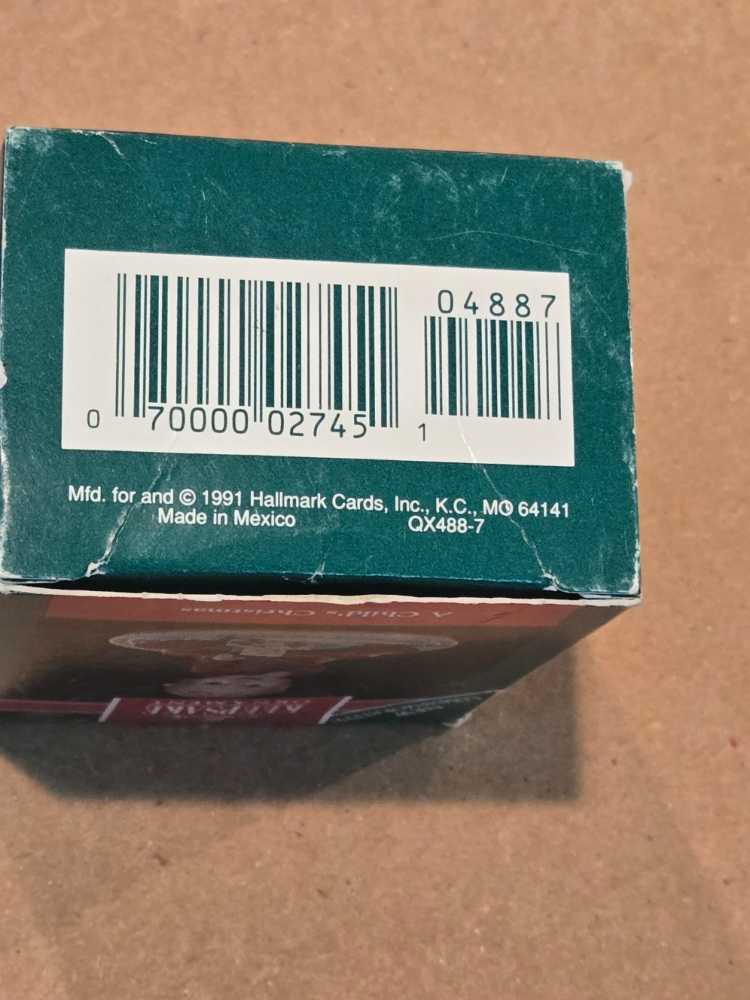 04887
0 70000 02745 1
Mfd. for and © 1991 Hallmark Cards, Inc., K.C., MO 64141
Made in Mexico QX488-7
A Child's Christmas